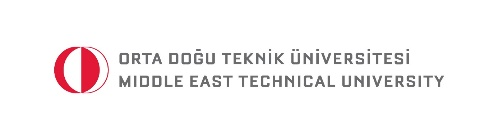 ORTA DOĞU TEKNİK ÜNİVERSİTESİ
MIDDLE EAST TECHNICAL UNIVERSITY